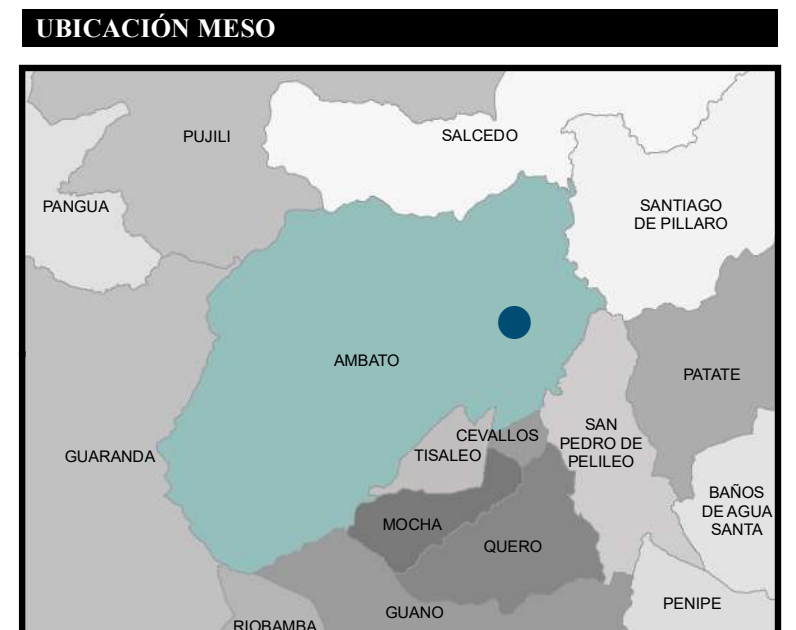 UBICACIÓN MESO
PUJILI
SALCEDO
PANGUA
SANTIAGO
DE PILLARO
AMBATO
PATATE
SAN
PEDRO DE
PELILEO
CEVALLOS
TISALEO
GUARANDA
BAÑOS
DE AGUA
SANTA
MOCHA
QUERO
PENIPE
GUANO
RIOBAMBA